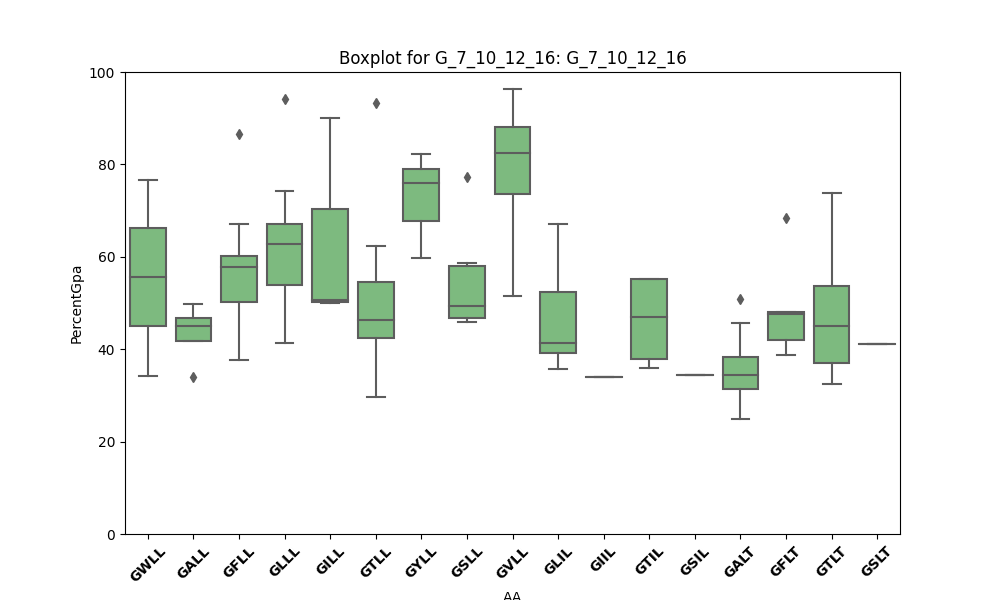 Boxplot for G_7_10_12_16: G_7_10_12_16
100
80
60
40
20
0
PercentGpa
GWLL GALL GFLL GLLL GILL GTLL GYLL GSLL GVLL GLIL GIIL GTIL GSIL GALT GFLT GTLT GSLT
AA